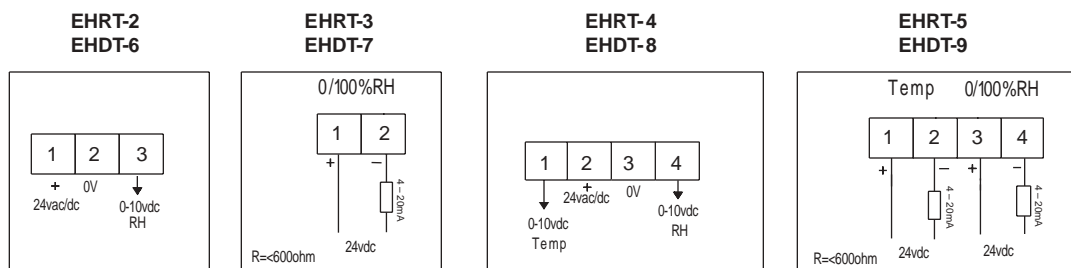 EHRT-2
EHDT-6
1 2 3
+ 0V
24vac/dc
0-10vdc
RH
EHRT-3
EHDT-7
0/100%RH
1 2
+ –
4 – 20mA
24vdc
R=<600ohm
EHRT-4
EHDT-8
1 2 3 4
+ 0V
24vac/dc
0-10vdc
Temp
0-10vdc
RH
EHRT-5
EHDT-9
Temp 0/100%RH
1 2 3 4
+ – + –
4 – 20mA
4 – 20mA
24vdc 24vdc
R=<600ohm